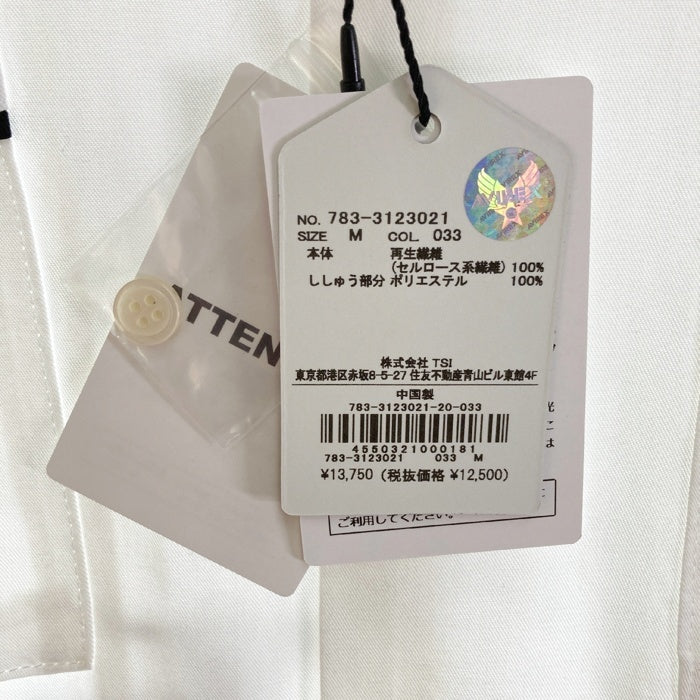 NO. 783-3123021
SIZE M COL. 033
本体 再生繊維
(セルロース系繊維) 100%
ししゅう部分 ポリエステル 100%
株式会社 TSI
東京都港区赤坂8-5-27 住友不動産青山ビル東館4F
中国製
783-3123021-20-033
4550321000181
783-3123021 033 M
¥13,750 (税抜価格 ¥12,500)
ATTEN
光
こ
は
ご利用してください。